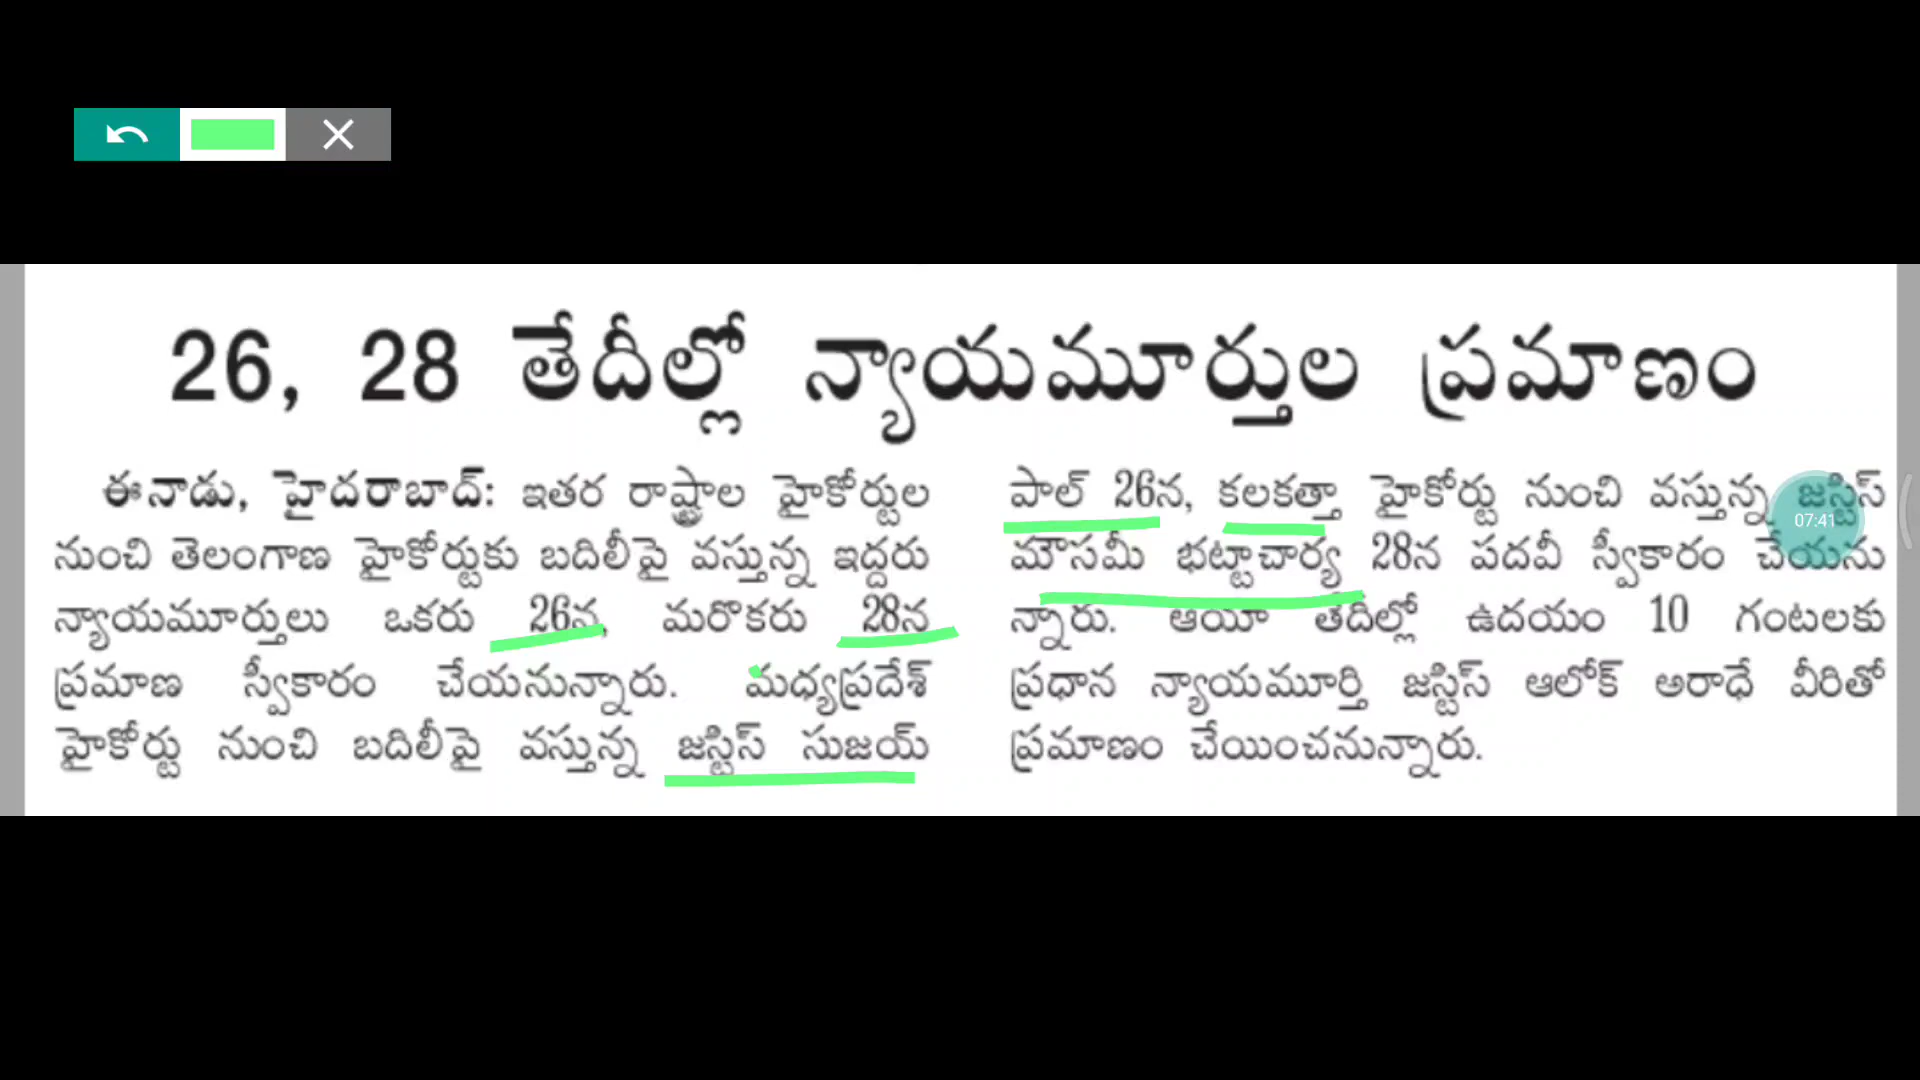 26, 28 తేదీల్లో న్యాయమూర్తుల ప్రమాణం
ఈనాడు, హైదరాబాద్: ఇతర రాష్ట్రాల హైకోర్టుల
నుంచి తెలంగాణ హైకోర్టుకు బదిలీపై వస్తున్న ఇద్దరు
న్యాయమూర్తులు ఒకరు 26న, మరొకరు 28న
ప్రమాణ స్వీకారం చేయనున్నారు. మధ్యప్రదేశ్
హైకోర్టు నుంచి బదిలీపై వస్తున్న జస్టిస్ సుజయ్
పాల్ 26న, కలకత్తా హైకోర్టు నుంచి వస్తున్న జస్టిస్
మౌసమీ భట్టాచార్య 28న పదవీ స్వీకారం చేయను
న్నారు. ఆయా తేదీల్లో ఉదయం 10 గంటలకు
ప్రధాన న్యాయమూర్తి జస్టిస్ ఆలోక్ అరాధే వీరితో
ప్రమాణం చేయించనున్నారు.
07:41